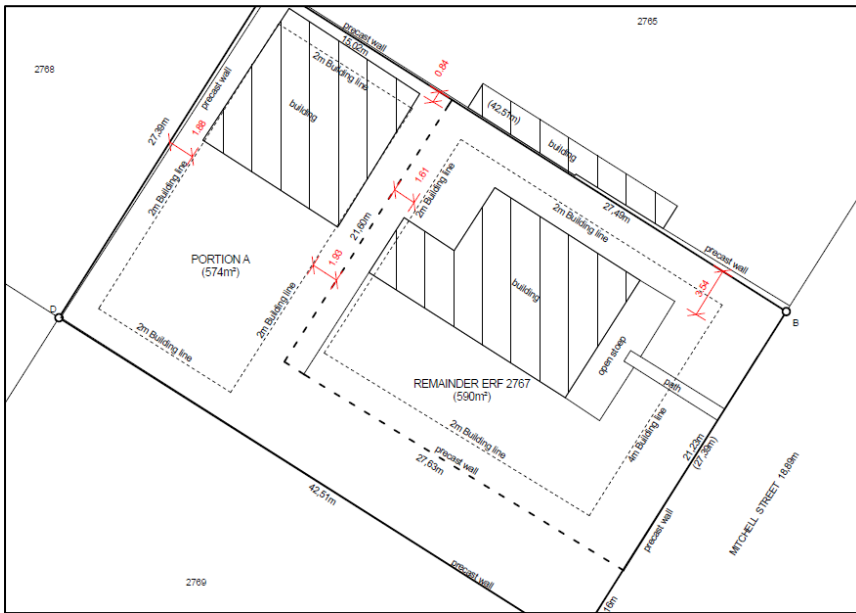 2765
2768
2769
precast wall
15,02m
2m Building line
building
precast wall
27,39m
1.88
2m Building line
0.84
(42,51m)
building
27,49m
2m Building line
precast wall
1.61
2m Building line
21,60m
1.93
PORTION A
(574m²)
2m Building line
2m Building line
D
building
3.54
B
open stoep
path
REMAINDER ERF 2767
(590m²)
2m Building line
4m Building line
21,23m
(27,39m)
precast wall
27,63m
42,51m
MITCHELL STREET 18,89m
precast wall
precast wall
16m